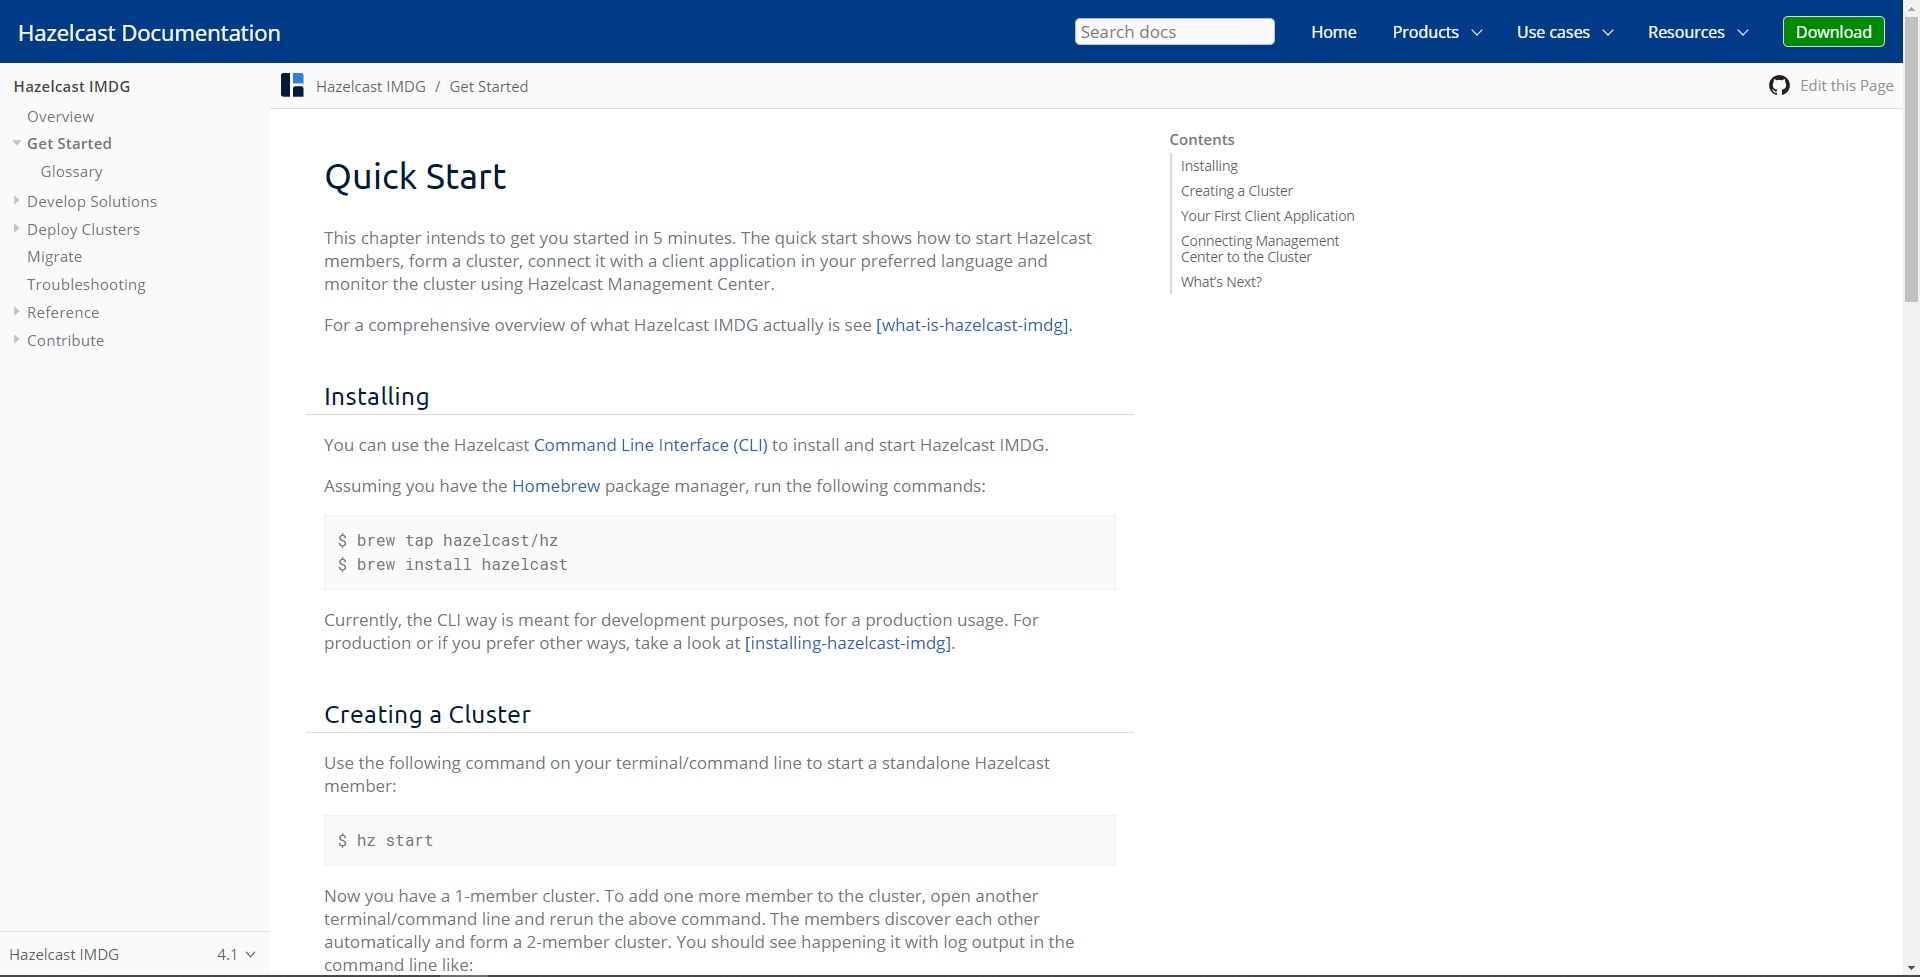 Hazelcast Documentation
Search docs
Home
Products
Use cases
Resources
Download
Hazelcast IMDG
Overview
Get Started
Glossary
Develop Solutions
Deploy Clusters
Migrate
Troubleshooting
Reference
Contribute
Hazelcast IMDG
4.1
Hazelcast IMDG / Get Started
Edit this Page
Quick Start
This chapter intends to get you started in 5 minutes. The quick start shows how to start Hazelcast
members, form a cluster, connect it with a client application in your preferred language and
monitor the cluster using Hazelcast Management Center.
For a comprehensive overview of what Hazelcast IMDG actually is see [what-is-hazelcast-imdg].
Installing
You can use the Hazelcast Command Line Interface (CLI) to install and start Hazelcast IMDG.
Assuming you have the Homebrew package manager, run the following commands:
$ brew tap hazelcast/hz
$ brew install hazelcast
Currently, the CLI way is meant for development purposes, not for a production usage. For
production or if you prefer other ways, take a look at [installing-hazelcast-imdg].
Creating a Cluster
Use the following command on your terminal/command line to start a standalone Hazelcast
member:
$ hz start
Now you have a 1-member cluster. To add one more member to the cluster, open another
terminal/command line and rerun the above command. The members discover each other
automatically and form a 2-member cluster. You should see happening it with log output in the
command line like:
Contents
Installing
Creating a Cluster
Your First Client Application
Connecting Management
Center to the Cluster
What's Next?